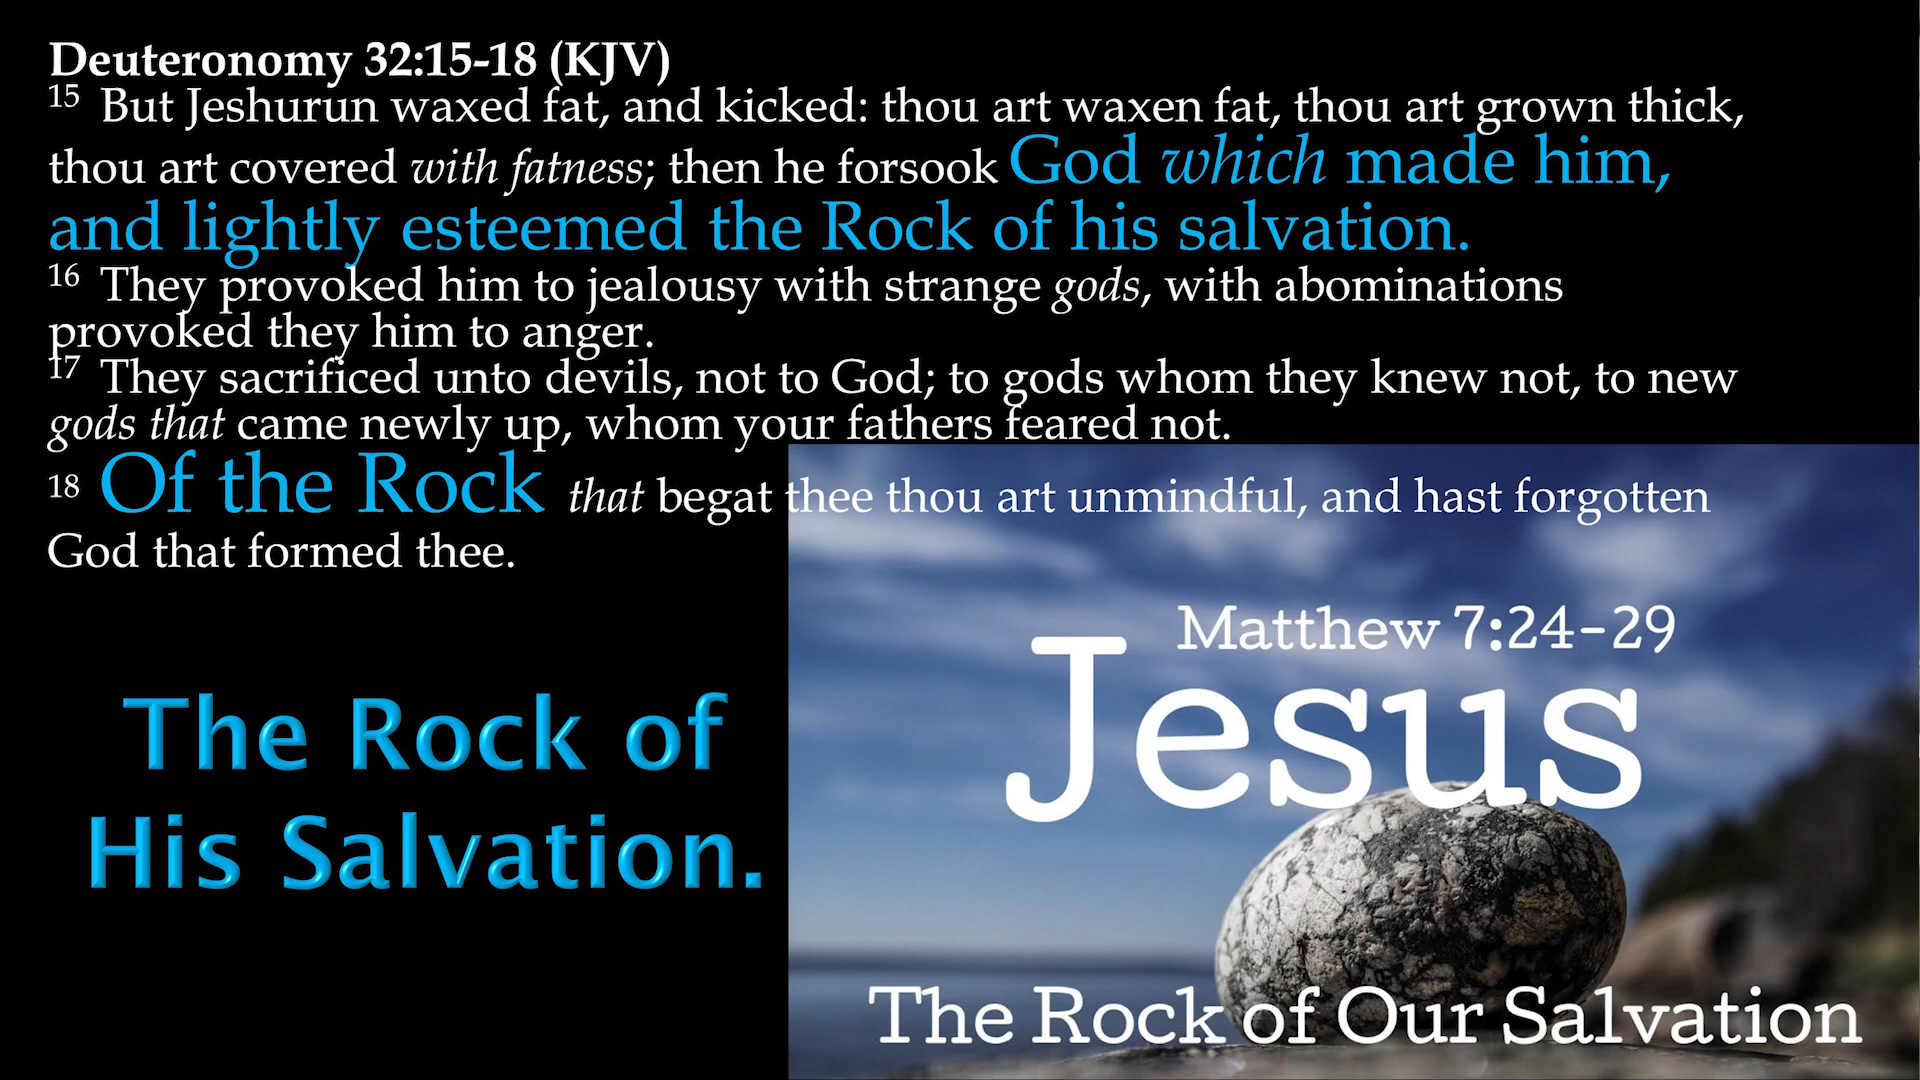 Deuteronomy 32:15-18 (KJV)
15 But Jeshurun waxed fat, and kicked: thou art waxen fat, thou art grown thick,
thou art covered with fatness; then he forsook God which made him,
and lightly esteemed the Rock of his salvation.
16 They provoked him to jealousy with strange gods, with abominations
provoked they him to anger.
17 They sacrificed unto devils, not to God; to gods whom they knew not, to new
gods that came newly up, whom your fathers feared not.
18 Of the Rock that begat thee thou art unmindful, and hast forgotten
God that formed thee.
The Rock of
His Salvation.
Matthew 7:24-29
Jesus
The Rock of Our Salvation